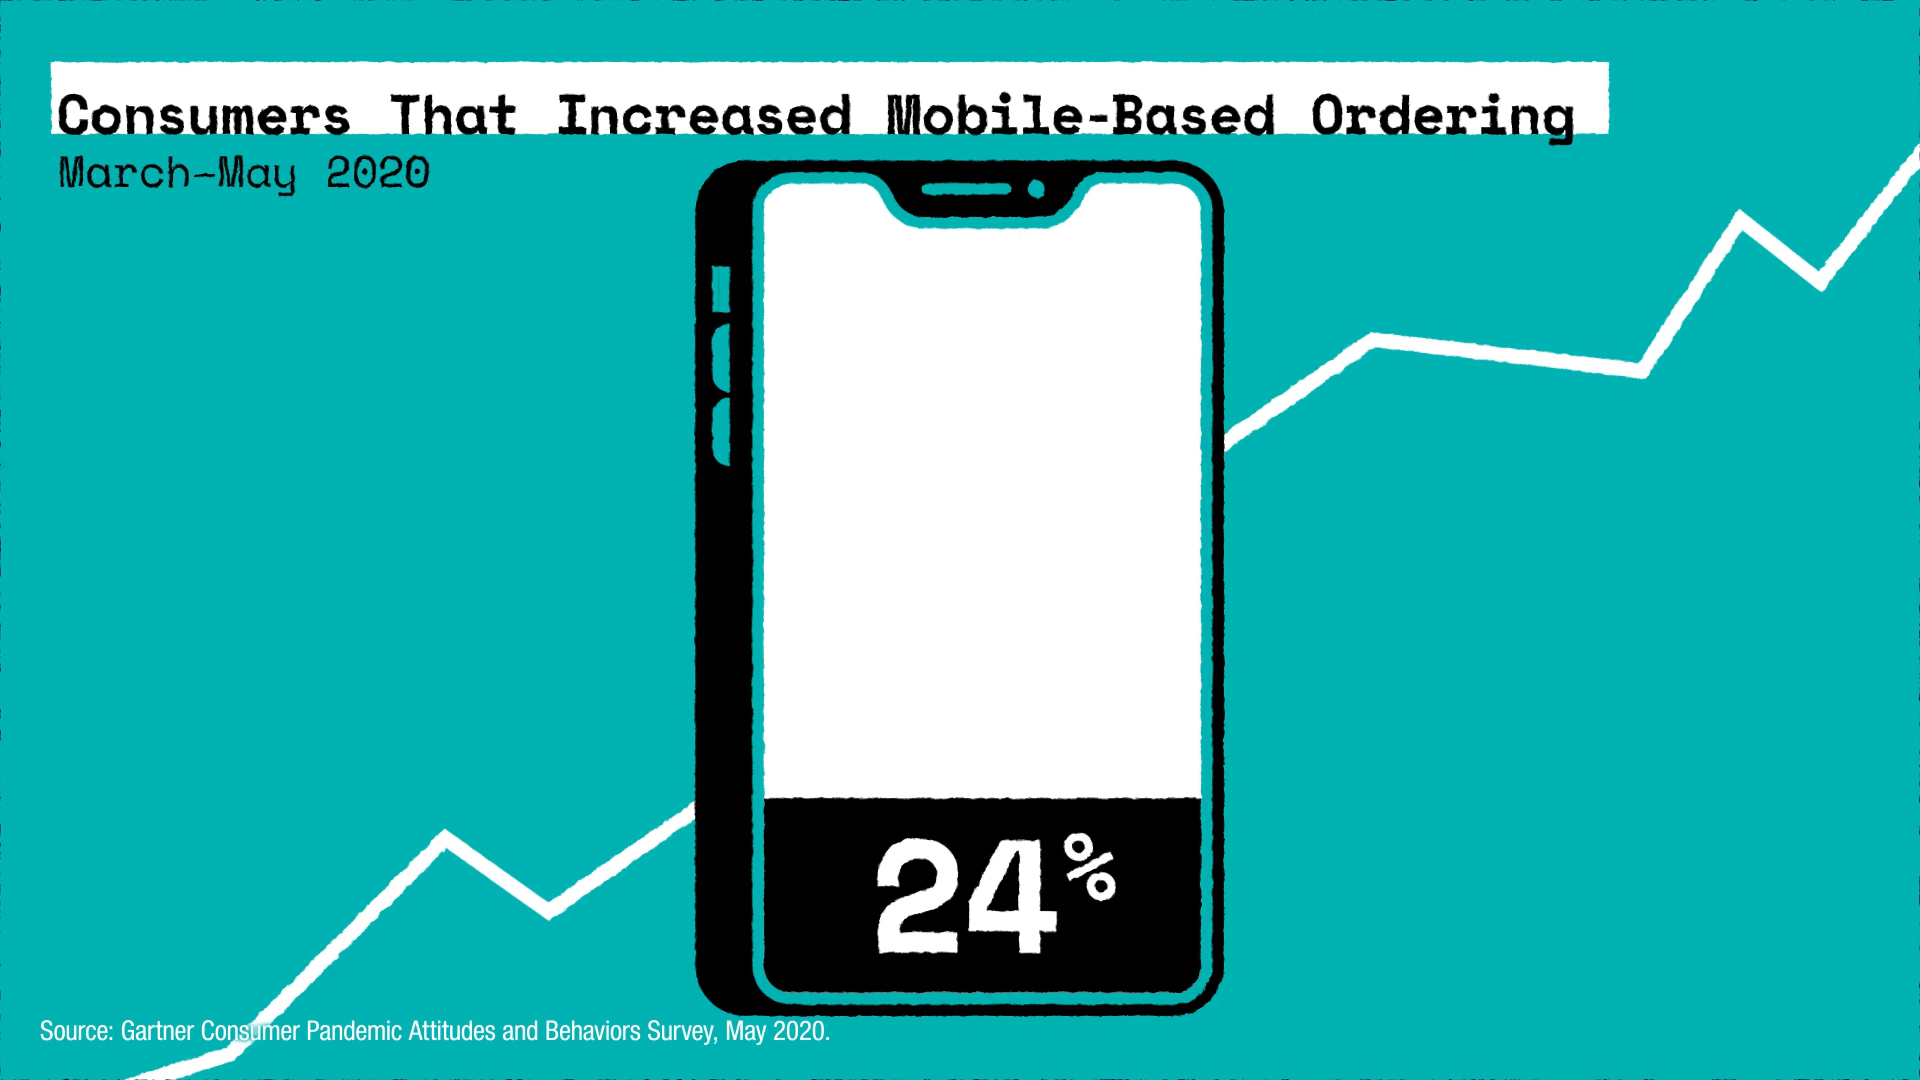 Consumers That Increased Mobile-Based Ordering
March–May 2020
24%
Source: Gartner Consumer Pandemic Attitudes and Behaviors Survey, May 2020.